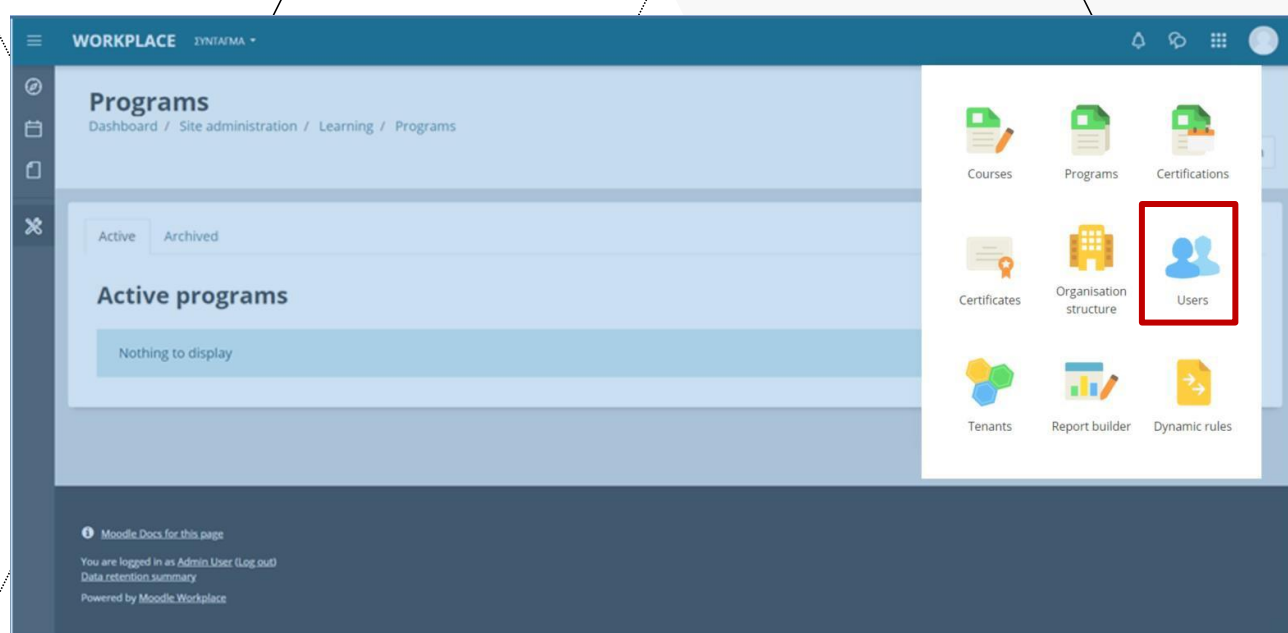 WORKPLACE ΣΥΝΤΑΓΜΑ
Programs
Dashboard / Site administration / Learning / Programs
Active Archived
Active programs
Nothing to display
Courses Programs Certifications
Certificates Organisation structure Users
Tenants Report builder Dynamic rules
Moodle Docs for this page
You are logged in as Admin User (Log out)
Data retention summary
Powered by Moodle Workplace